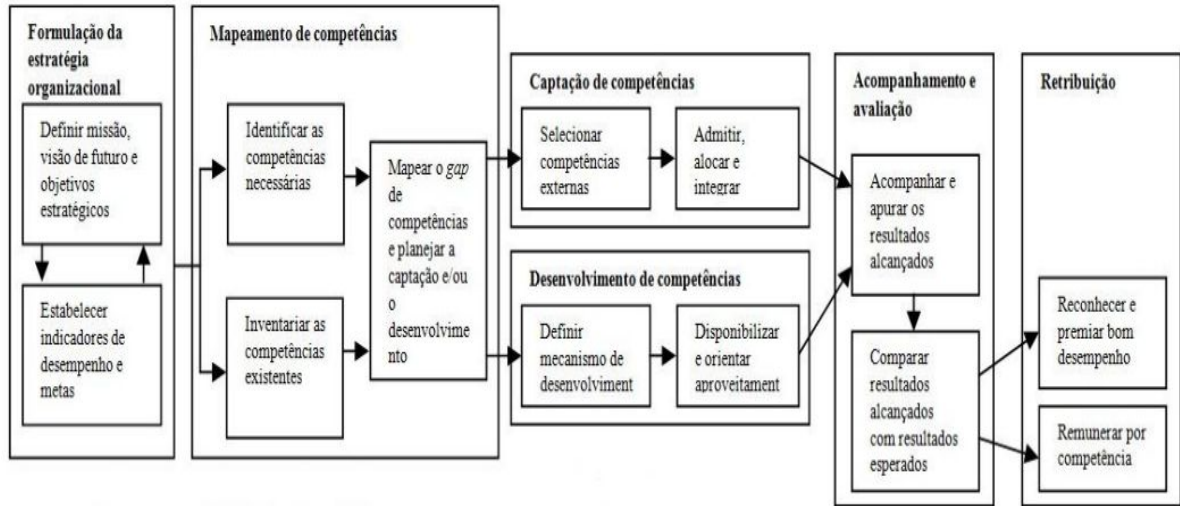 Formulação da
estratégia
organizacional
Definir missão,
visão de futuro e
objetivos
estratégicos
Estabelecer
indicadores de
desempenho e
metas
Mapeamento de competências
Identificar as
competências
necessárias
Inventariar as
competências
existentes
Mapear o gap
de
competências
e planejar a
captação e/ou
o
desenvolvime
nto
Captação de competências
Selecionar
competências
externas
Admitir,
alocar e
integrar
Desenvolvimento de competências
Definir
mecanismo de
desenvolviment
Disponibilizar
e orientar
aproveitament
Acompanhamento e
avaliação
Acompanhar e
apurar os
resultados
alcançados
Comparar
resultados
alcançados
com resultados
esperados
Retribuição
Reconhecer e
premiar bom
desempenho
Remunerar por
competência